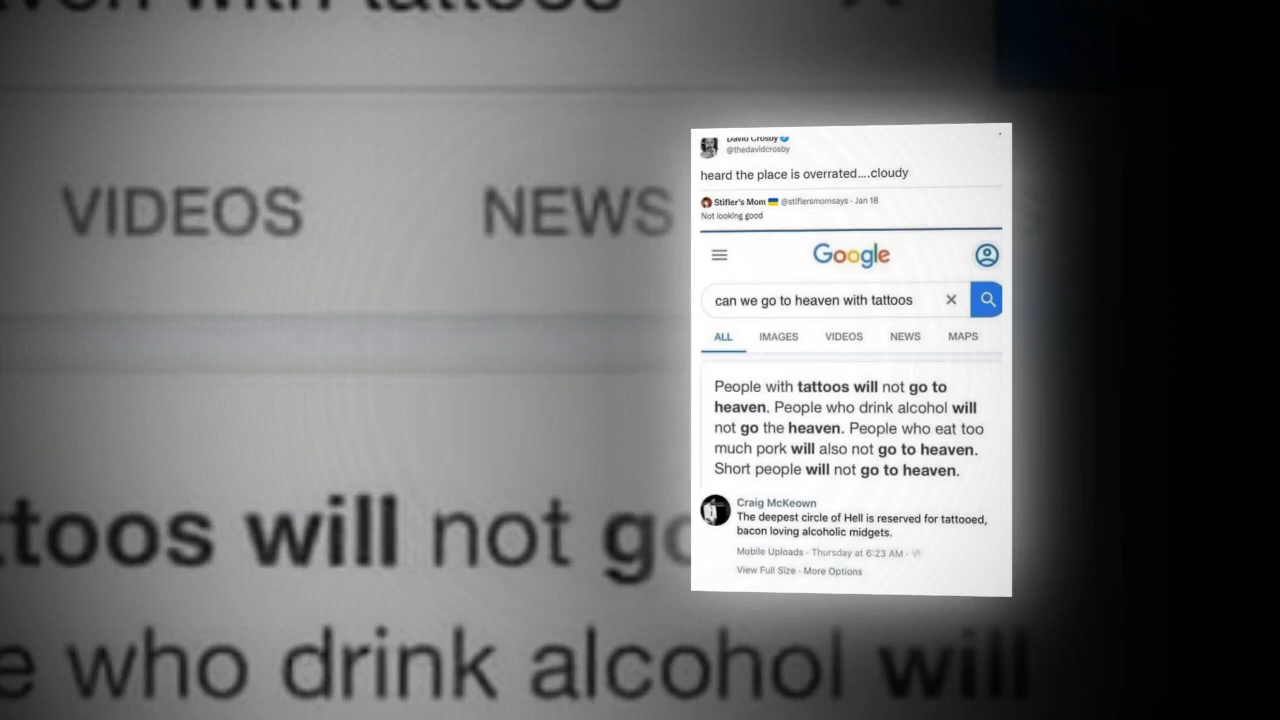 ven with tattoos
VIDEOS
NEWS
ttoos will not go
e who drink alcohol will
David Crosby
@thedavidcrosby
heard the place is overrated....cloudy
Stifler's Mom 🇺🇦 @stiflersmomsays · Jan 18
Not looking good
Google
can we go to heaven with tattoos
ALL IMAGES VIDEOS NEWS MAPS
People with tattoos will not go to
heaven. People who drink alcohol will
not go the heaven. People who eat too
much pork will also not go to heaven.
Short people will not go to heaven.
Craig McKeown
The deepest circle of Hell is reserved for tattooed,
bacon loving alcoholic midgets.
Mobile Uploads · Thursday at 6:23 AM ·
View Full Size · More Options